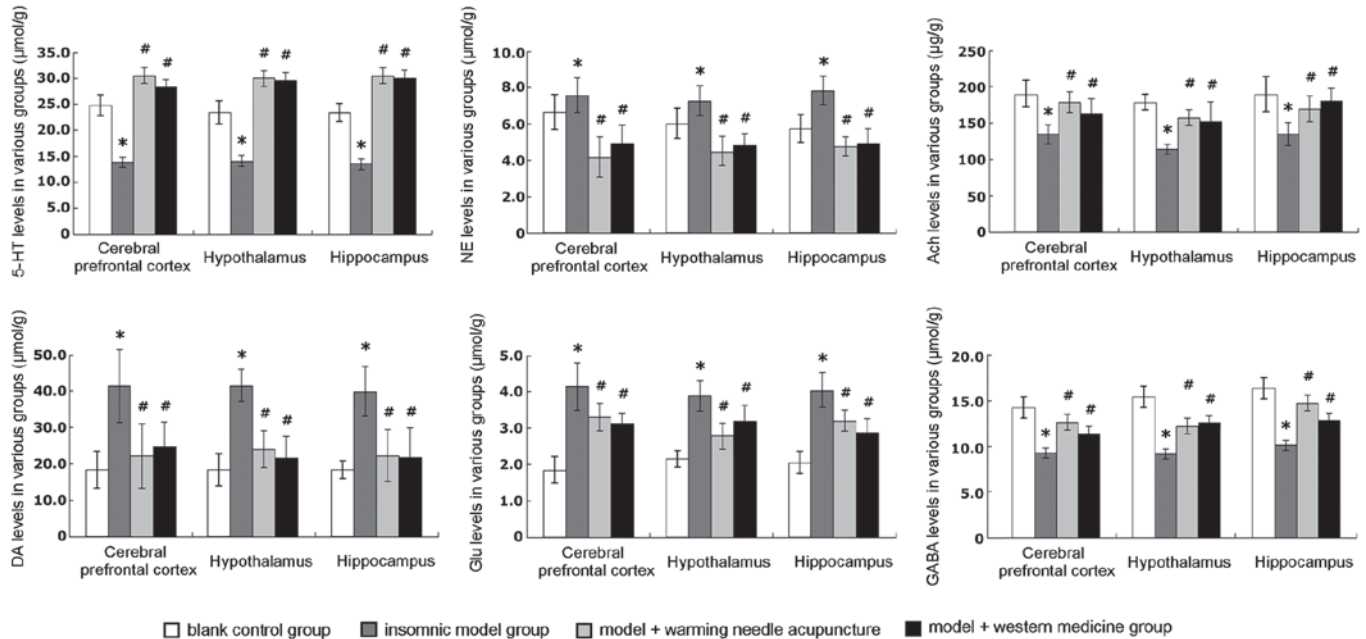 5-HT levels in various groups (μmol/g)
35.0
30.0
25.0
20.0
15.0
10.0
5.0
0
* # #
* # #
* # #
Cerebral
prefrontal cortex
Hypothalamus
Hippocampus
NE levels in various groups (μmol/g)
10.0
8.0
6.0
4.0
2.0
0
* # #
* # #
* # #
Cerebral
prefrontal cortex
Hypothalamus
Hippocampus
Ach levels in various groups (μg/g)
250
200
150
100
50
0
* # #
* # #
* # #
Cerebral
prefrontal cortex
Hypothalamus
Hippocampus
DA levels in various groups (μmol/g)
50.0
40.0
30.0
20.0
10.0
0
* # #
* # #
* # #
Cerebral
prefrontal cortex
Hypothalamus
Hippocampus
Glu levels in various groups (μmol/g)
5.0
4.0
3.0
2.0
1.0
0
* # #
* # #
* # #
Cerebral
prefrontal cortex
Hypothalamus
Hippocampus
GABA levels in various groups (μmol/g)
20.0
15.0
10.0
5.0
0
* # #
* # #
* # #
Cerebral
prefrontal cortex
Hypothalamus
Hippocampus
blank control group insomnic model group model + warming needle acupuncture model + western medicine group